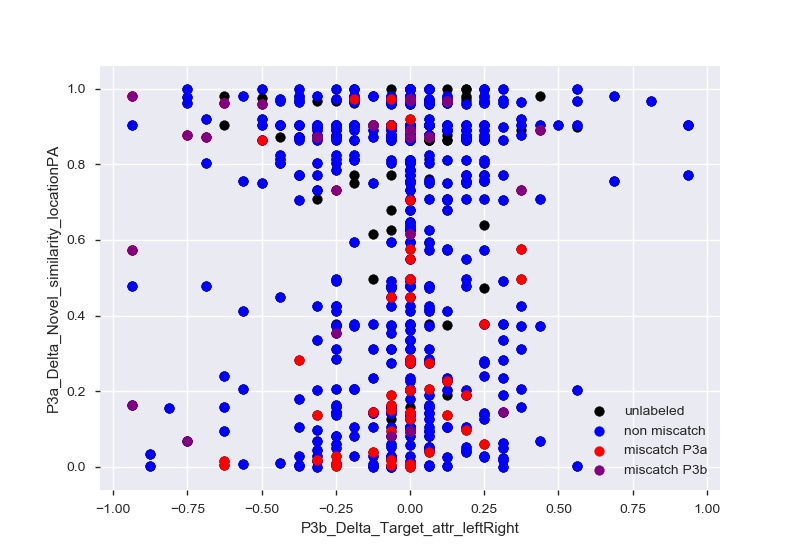 1.0
0.8
0.6
0.4
0.2
0.0
P3a_Delta_Novel_similarity_locationPA
unlabeled
non miscatch
miscatch P3a
miscatch P3b
−1.00 −0.75 −0.50 −0.25 0.00 0.25 0.50 0.75 1.00
P3b_Delta_Target_attr_leftRight